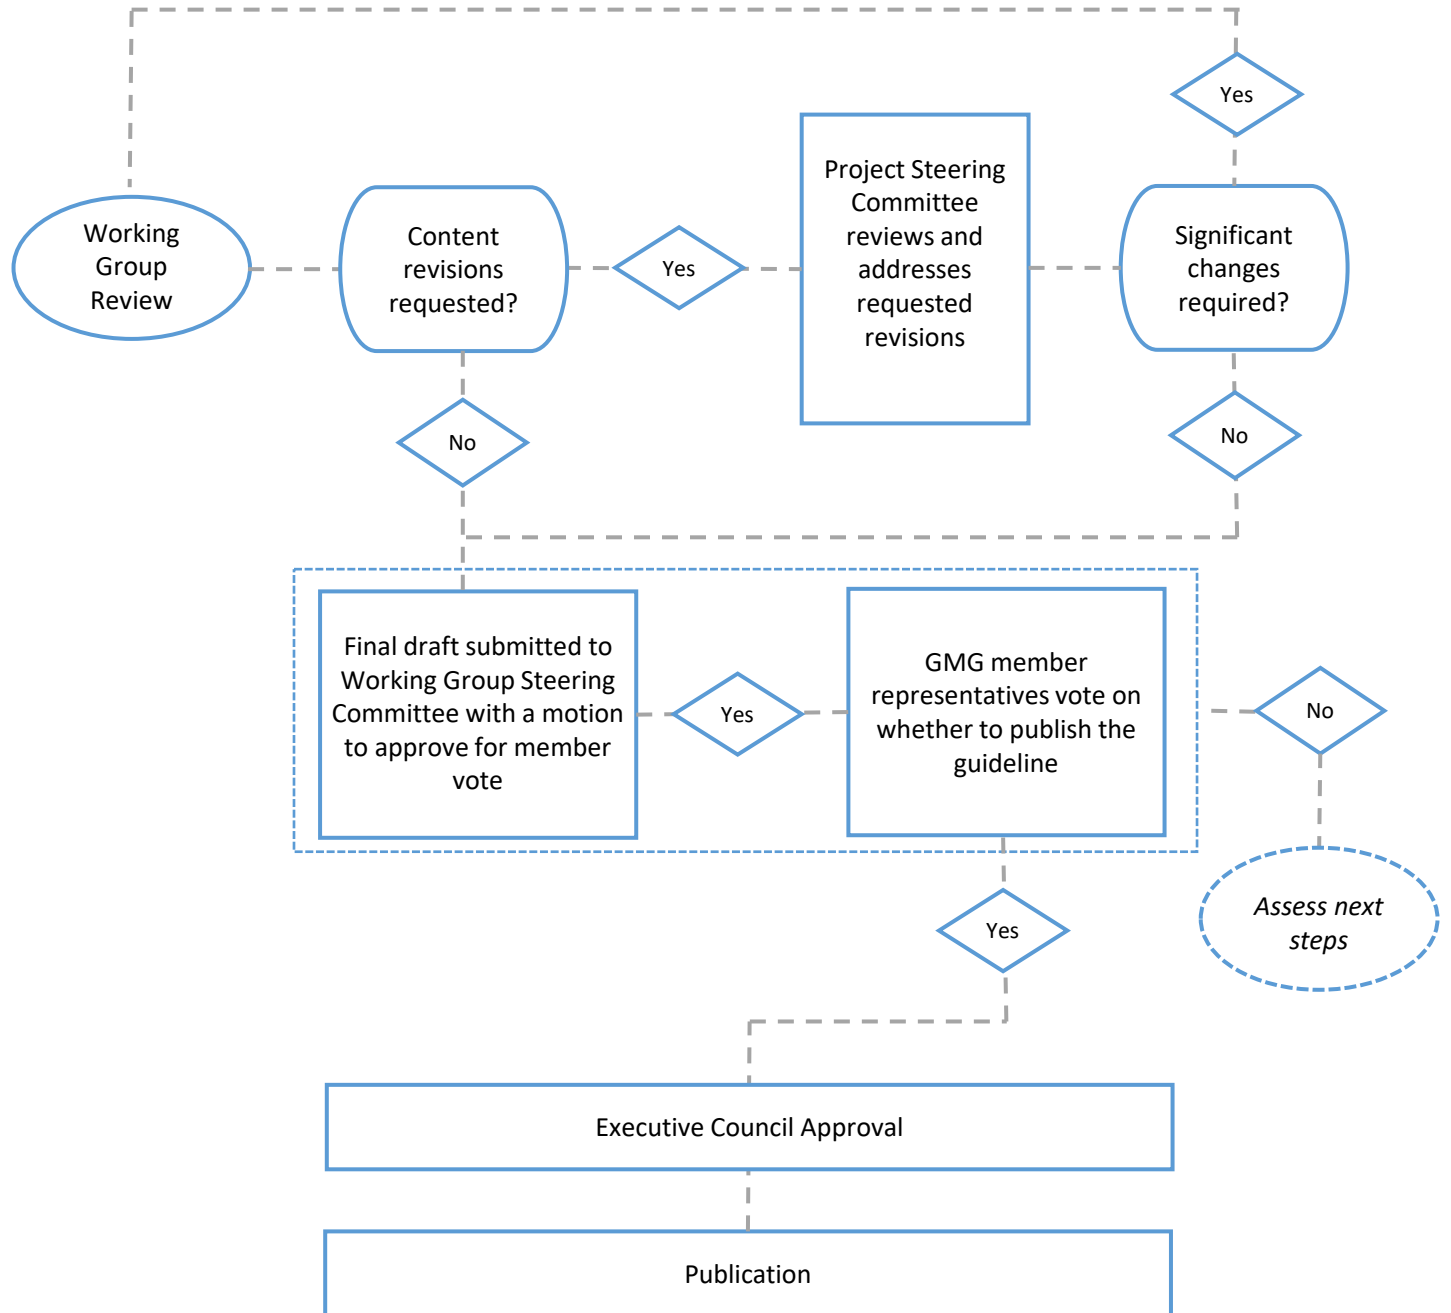 Yes
Working
Group
Review
Content
revisions
requested?
Yes
Project Steering
Committee
reviews and
addresses
requested
revisions
Significant
changes
required?
No
No
Final draft submitted to
Working Group Steering
Committee with a motion
to approve for member
vote
Yes
GMG member
representatives vote on
whether to publish the
guideline
No
Yes
Assess next
steps
Executive Council Approval
Publication